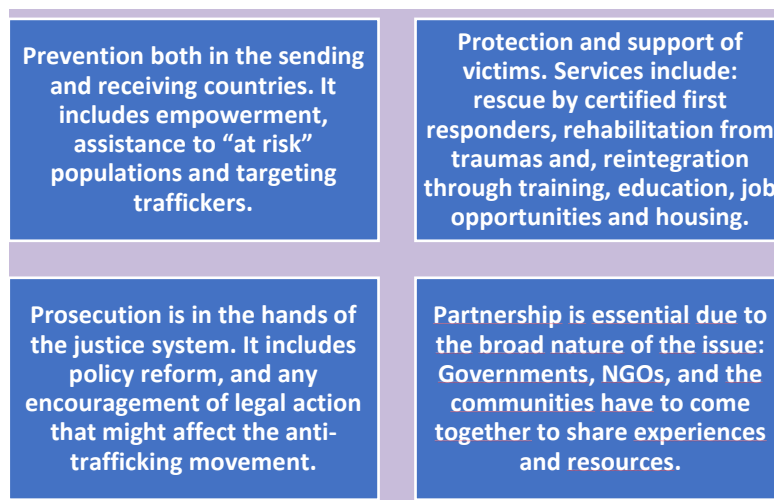 Prevention both in the sending
and receiving countries. It
includes empowerment,
assistance to “at risk”
populations and targeting
traffickers.
Protection and support of
victims. Services include:
rescue by certified first
responders, rehabilitation from
traumas and, reintegration
through training, education, job
opportunities and housing.
Prosecution is in the hands of
the justice system. It includes
policy reform, and any
encouragement of legal action
that might affect the anti-
trafficking movement.
Partnership is essential due to
the broad nature of the issue:
Governments, NGOs, and the
communities have to come
together to share experiences
and resources.